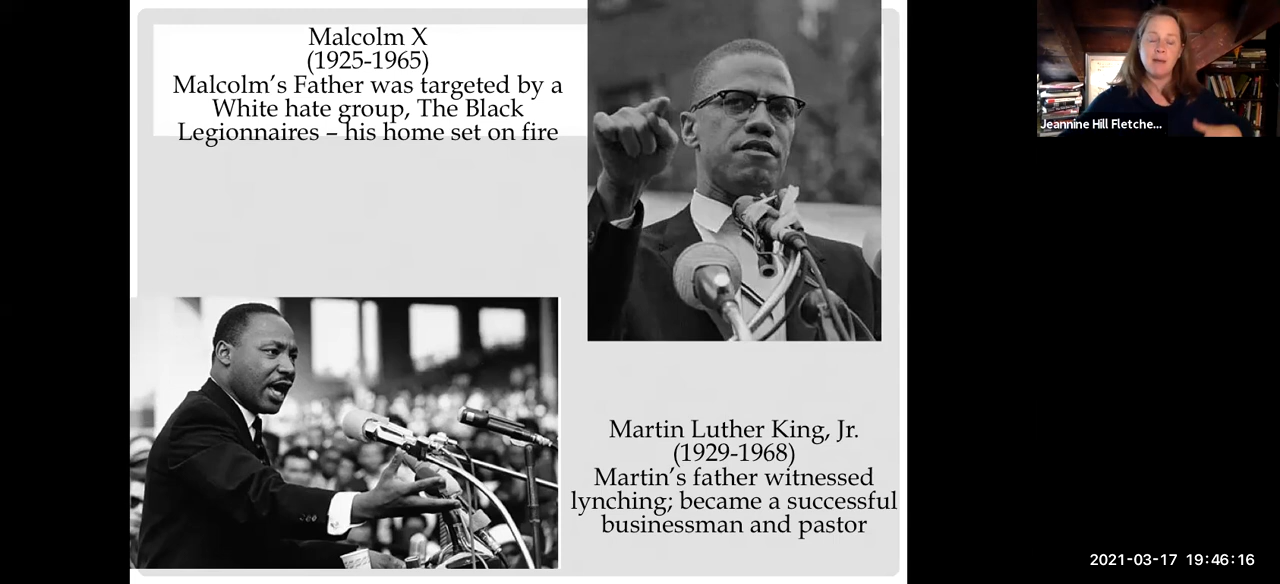 Malcolm X
(1925-1965)
Malcolm’s Father was targeted by a
White hate group, The Black
Legionnaires – his home set on fire
Jeannine Hill Fletche...
Martin Luther King, Jr.
(1929-1968)
Martin’s father witnessed
lynching; became a successful
businessman and pastor
2021-03-17 19:46:16